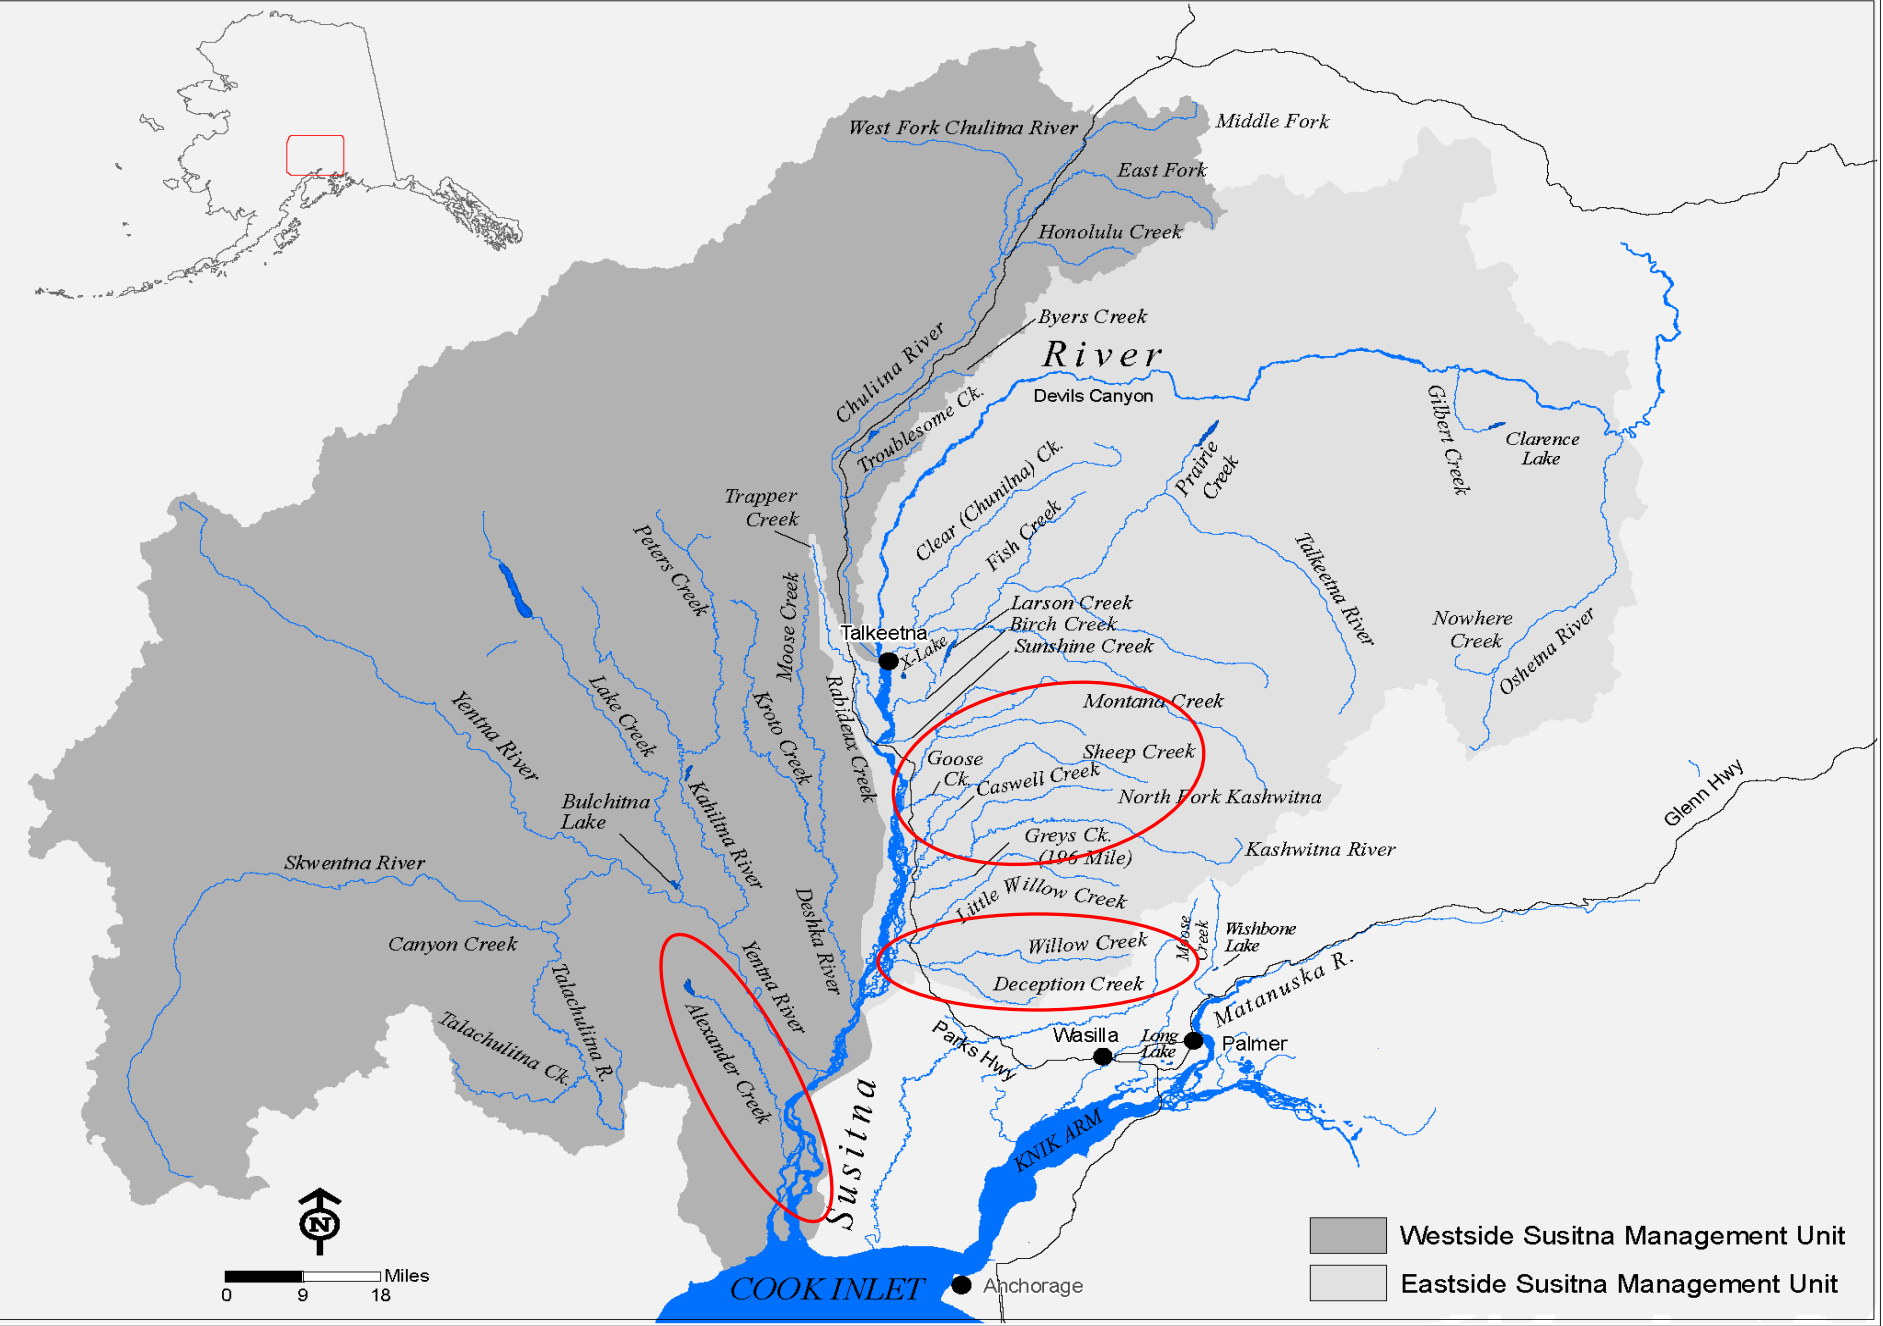 West Fork Chulitna River
Middle Fork
East Fork
Honolulu Creek
Byers Creek
River
Devils Canyon
Chulitna River
Troublesome Ck.
Gilbert Creek
Clarence
Lake
Prairie
Creek
Clear (Chunilna) Ck.
Fish Creek
Trapper
Creek
Peters Creek
Moose Creek
Talkeetna River
Larson Creek
Birch Creek
Sunshine Creek
Talkeetna
X-Lake
Nowhere
Creek
Oshetna River
Lake Creek
Kroto Creek
Rabideux Creek
Yentna River
Montana Creek
Sheep Creek
Goose
Ck.
Caswell Creek
North Fork Kashwitna
Glenn Hwy
Bulchitna
Lake
Kahiltna River
Greys Ck.
(196 Mile)
Kashwitna River
Skwentna River
Little Willow Creek
Deshka River
Canyon Creek
Willow Creek
Moose
Creek
Wishbone
Lake
Deception Creek
Yentna River
Talachulitna R.
Talachulitna Ck.
Alexander Creek
Matanuska R.
Parks Hwy
Wasilla
Long
Lake
Palmer
Susitna
KNIK ARM
N
Miles
0 9 18
COOK INLET
Anchorage
Westside Susitna Management Unit
Eastside Susitna Management Unit